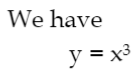 We have
y = x³